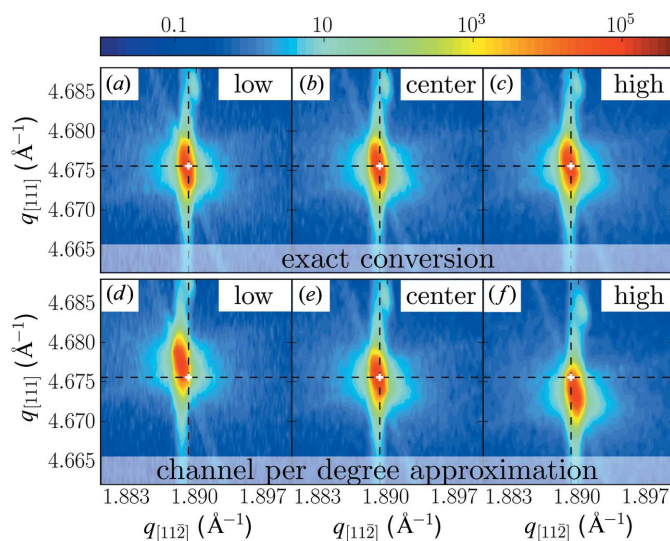 0.1 10 10³ 10⁵
(a) low (b) center (c) high
4.685
4.680
4.675
4.670
4.665
q[111] (Å⁻¹)
exact conversion
(d) low (e) center (f) high
4.685
4.680
4.675
4.670
4.665
q[111] (Å⁻¹)
channel per degree approximation
1.883 1.890 1.897 1.883 1.890 1.897 1.883 1.890 1.897
q[112̄] (Å⁻¹) q[112̄] (Å⁻¹) q[112̄] (Å⁻¹)